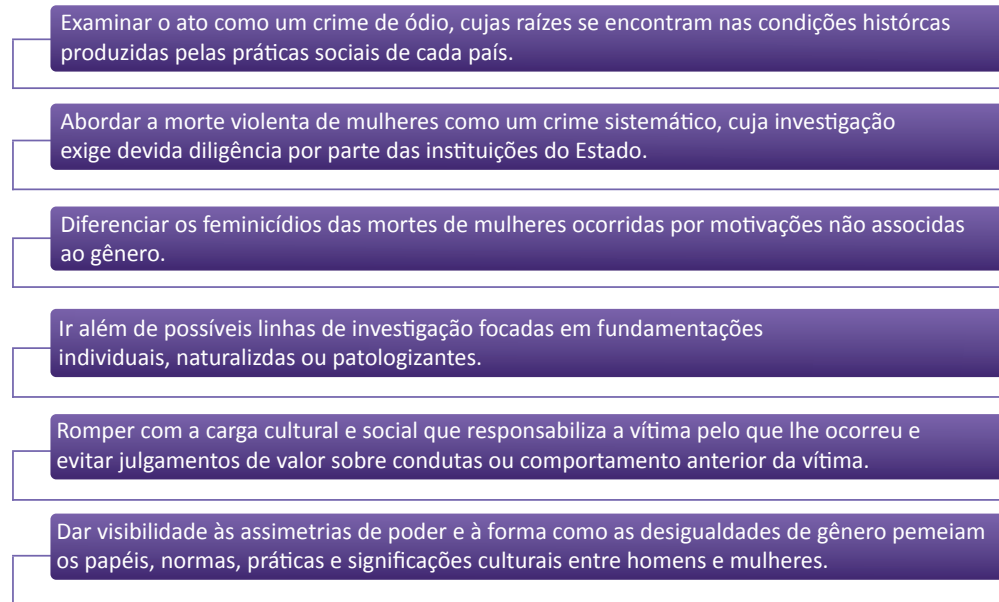 Examinar o ato como um crime de ódio, cujas raízes se encontram nas condições histórcas
produzidas pelas práticas sociais de cada país.
Abordar a morte violenta de mulheres como um crime sistemático, cuja investigação
exige devida diligência por parte das instituições do Estado.
Diferenciar os feminicídios das mortes de mulheres ocorridas por motivações não associdas
ao gênero.
Ir além de possíveis linhas de investigação focadas em fundamentações
individuais, naturalizdas ou patologizantes.
Romper com a carga cultural e social que responsabiliza a vítima pelo que lhe ocorreu e
evitar julgamentos de valor sobre condutas ou comportamento anterior da vítima.
Dar visibilidade às assimetrias de poder e à forma como as desigualdades de gênero pemeiam
os papéis, normas, práticas e significações culturais entre homens e mulheres.